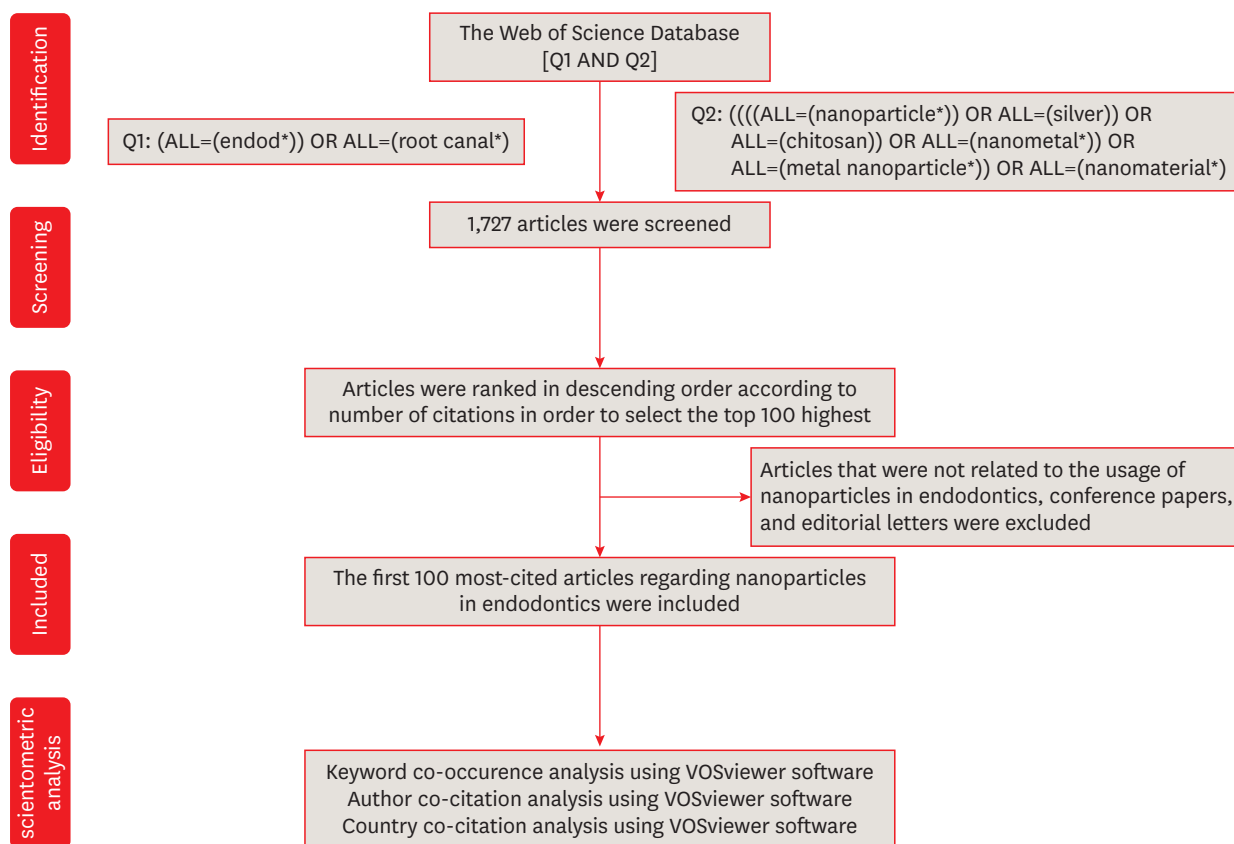 Identification
The Web of Science Database
[Q1 AND Q2]
Q1: (ALL=(endod*)) OR ALL=(root canal*)
Q2: ((((ALL=(nanoparticle*)) OR ALL=(silver)) OR
ALL=(chitosan)) OR ALL=(nanometal*)) OR
ALL=(metal nanoparticle*)) OR ALL=(nanomaterial*)
Screening
1,727 articles were screened
Eligibility
Articles were ranked in descending order according to
number of citations in order to select the top 100 highest
Articles that were not related to the usage of
nanoparticles in endodontics, conference papers,
and editorial letters were excluded
Included
The first 100 most-cited articles regarding nanoparticles
in endodontics were included
scientometric
analysis
Keyword co-occurence analysis using VOSviewer software
Author co-citation analysis using VOSviewer software
Country co-citation analysis using VOSviewer software